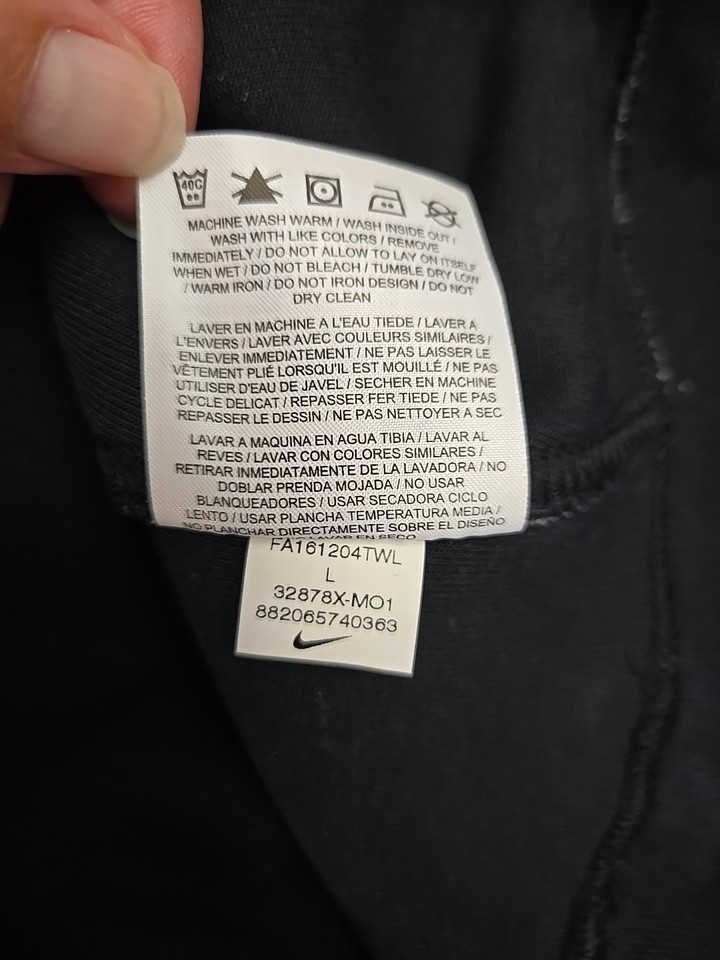 40C
MACHINE WASH WARM / WASH INSIDE OUT /
WASH WITH LIKE COLORS / REMOVE
IMMEDIATELY / DO NOT ALLOW TO LAY ON ITSELF
WHEN WET / DO NOT BLEACH / TUMBLE DRY LOW
/ WARM IRON / DO NOT IRON DESIGN / DO NOT
DRY CLEAN
LAVER EN MACHINE A L'EAU TIEDE / LAVER A
L'ENVERS / LAVER AVEC COULEURS SIMILAIRES /
ENLEVER IMMEDIATEMENT / NE PAS LAISSER LE
VÊTEMENT PLIÉ LORSQU'IL EST MOUILLÉ / NE PAS
UTILISER D'EAU DE JAVEL / SECHER EN MACHINE
CYCLE DELICAT / REPASSER FER TIEDE / NE PAS
REPASSER LE DESSIN / NE PAS NETTOYER A SEC
LAVAR A MAQUINA EN AGUA TIBIA / LAVAR AL
REVES / LAVAR CON COLORES SIMILARES /
RETIRAR INMEDIATAMENTE DE LA LAVADORA / NO
DOBLAR PRENDA MOJADA / NO USAR
BLANQUEADORES / USAR SECADORA CICLO
LENTO / USAR PLANCHA TEMPERATURA MEDIA /
NO PLANCHAR DIRECTAMENTE SOBRE EL DISENO
LAVAR EN SECO
FA161204TWL
L
32878X-MO1
882065740363